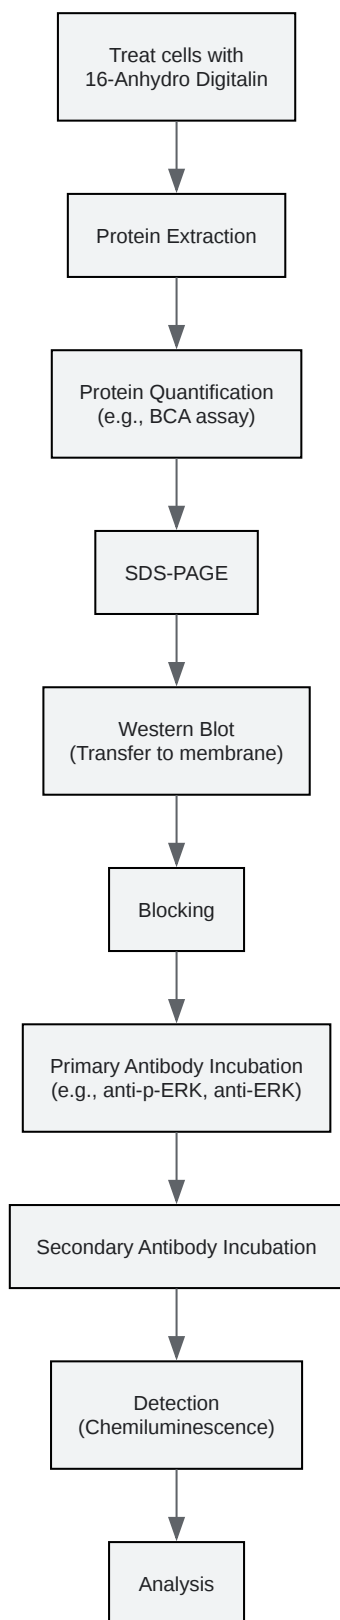 Treat cells with
16-Anhydro Digitalin
Protein Extraction
Protein Quantification
(e.g., BCA assay)
SDS-PAGE
Western Blot
(Transfer to membrane)
Blocking
Primary Antibody Incubation
(e.g., anti-p-ERK, anti-ERK)
Secondary Antibody Incubation
Detection
(Chemiluminescence)
Analysis